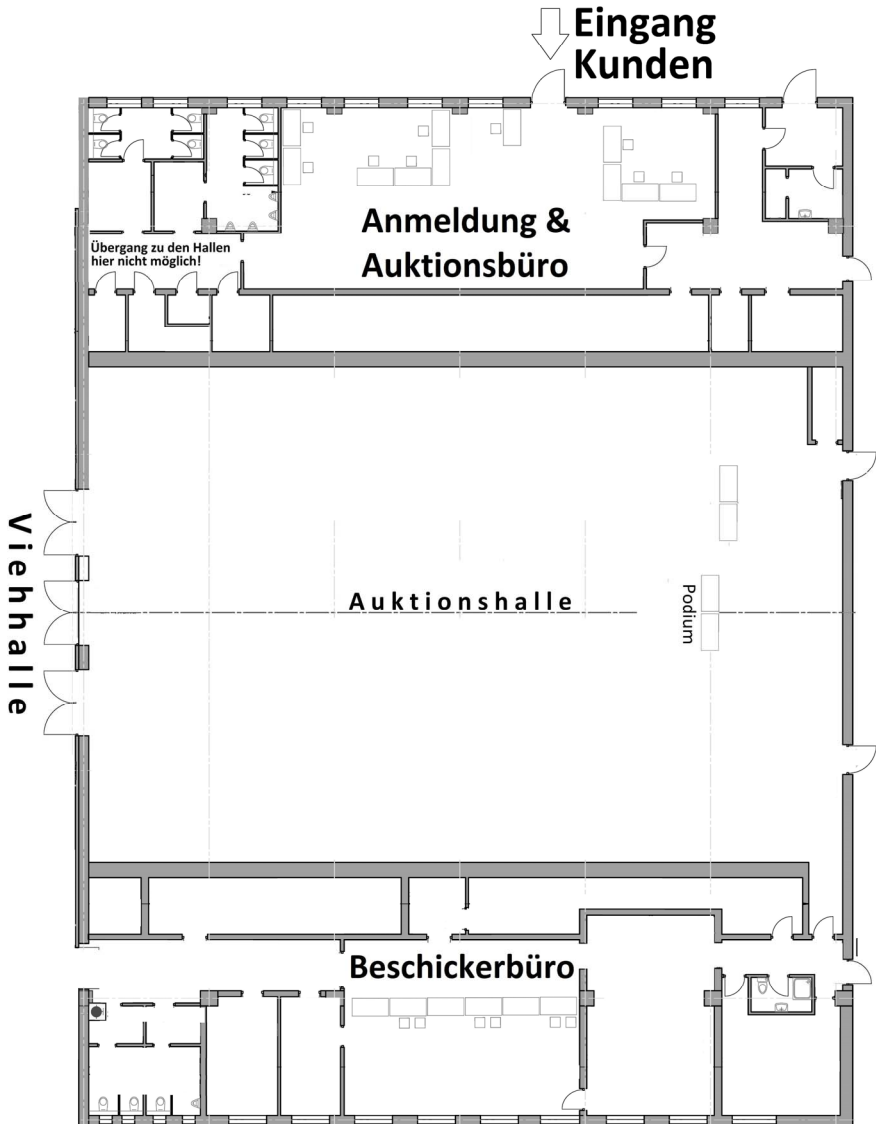 Eingang
Kunden
Anmeldung &
Auktionsbüro
Übergang zu den Hallen
hier nicht möglich!
Viehhalle
Auktionshalle
Podium
Beschickerbüro